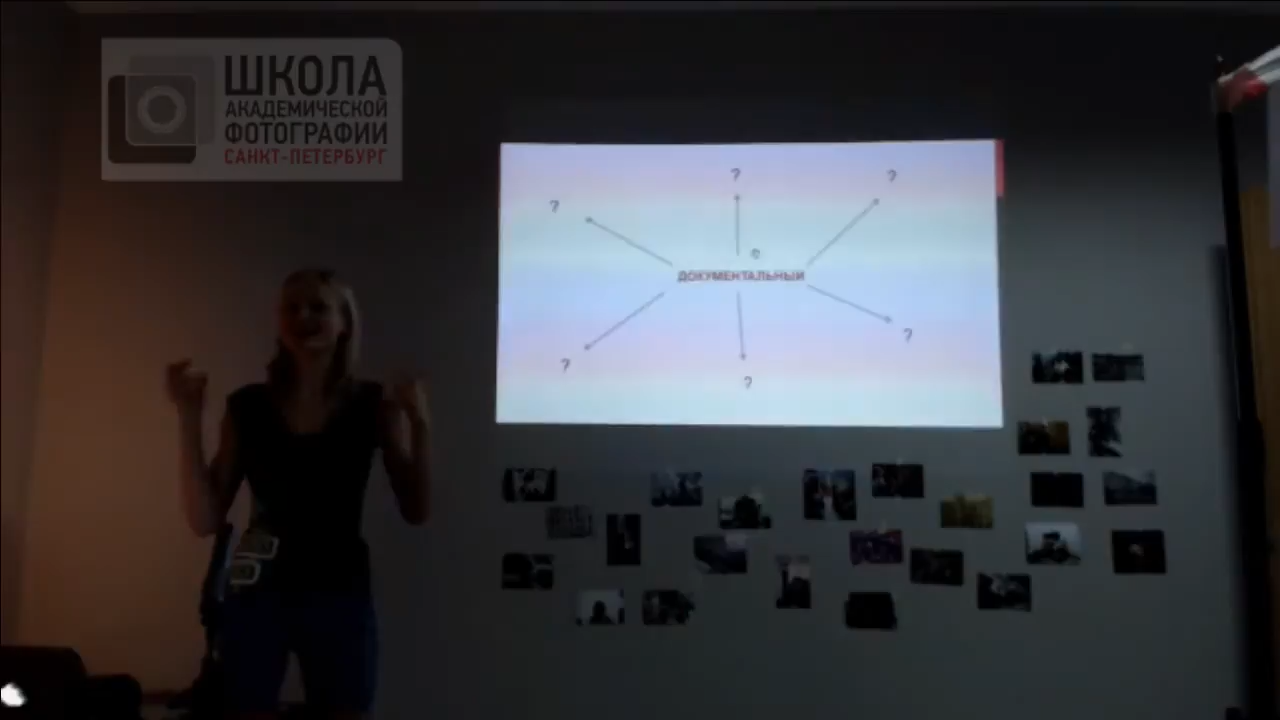 ШКОЛА
АКАДЕМИЧЕСКОЙ
ФОТОГРАФИИ
САНКТ-ПЕТЕРБУРГ
? ? ?
ДОКУМЕНТАЛЬНЫЙ
? ? ?